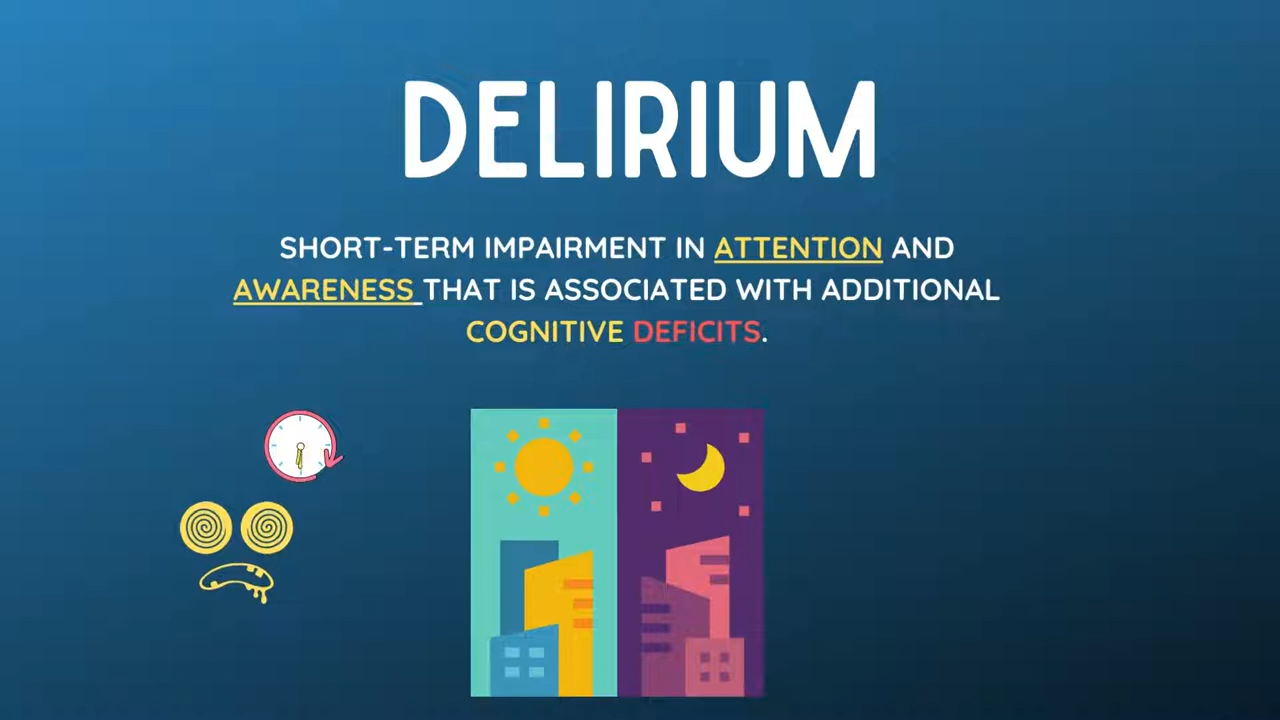 DELIRIUM
SHORT-TERM IMPAIRMENT IN ATTENTION AND
AWARENESS THAT IS ASSOCIATED WITH ADDITIONAL
COGNITIVE DEFICITS.